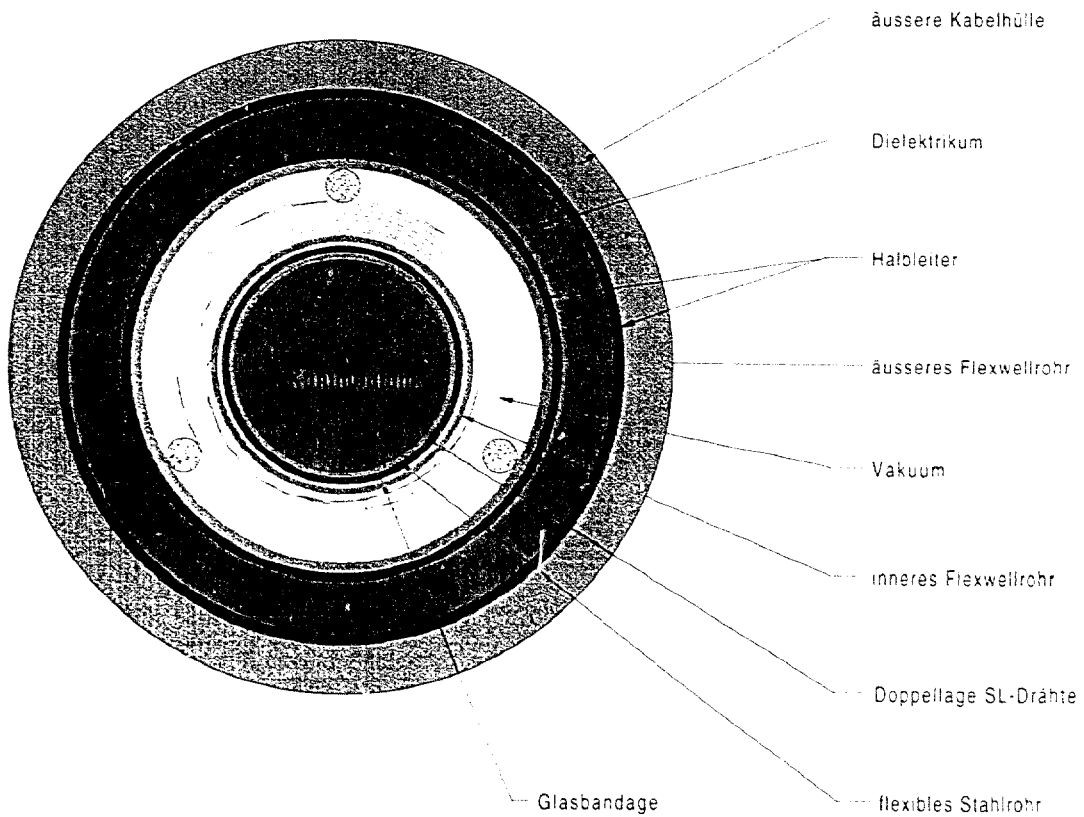 äussere Kabelhülle
Dielektrikum
Halbleiter
äusseres Flexwellrohr
Vakuum
inneres Flexwellrohr
Doppellage SL-Drähte
flexibles Stahlrohr
Glasbandage